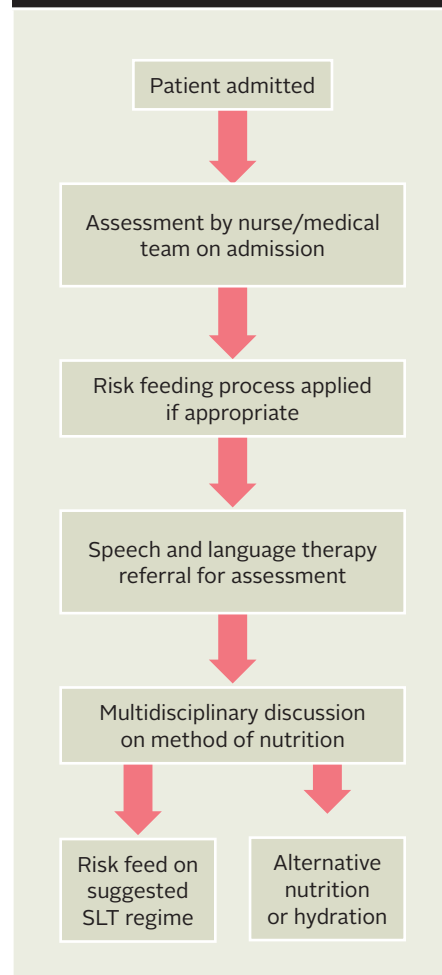 Patient admitted
Assessment by nurse/medical
team on admission
Risk feeding process applied
if appropriate
Speech and language therapy
referral for assessment
Multidisciplinary discussion
on method of nutrition
Risk feed on
suggested
SLT regime
Alternative
nutrition
or hydration